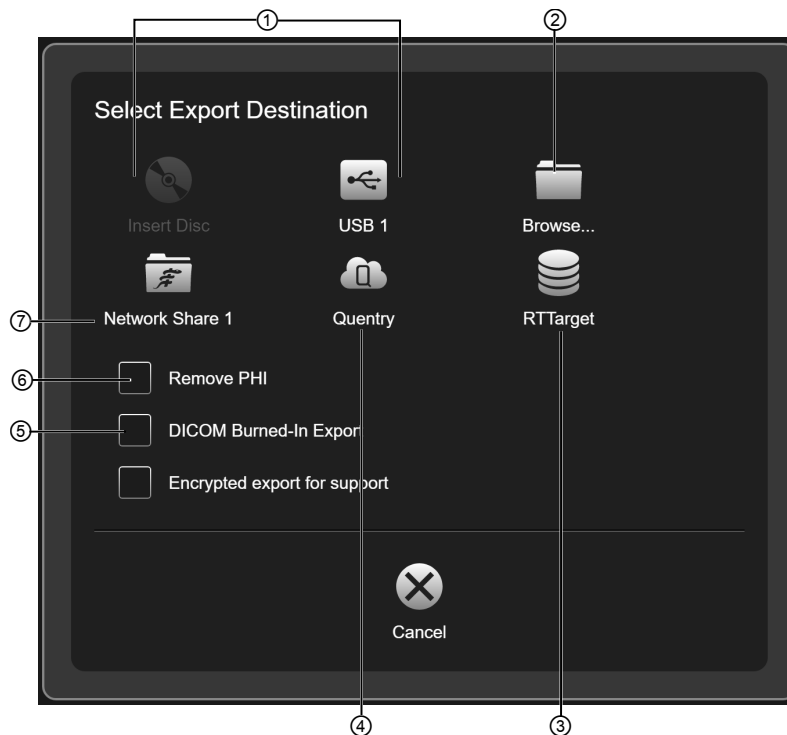 ① ②
Select Export Destination
Insert Disc USB 1 Browse...
⑦ Network Share 1 Quentry RTTarget
⑥ Remove PHI
⑤ DICOM Burned-In Export
Encrypted export for support
Cancel
④ ③